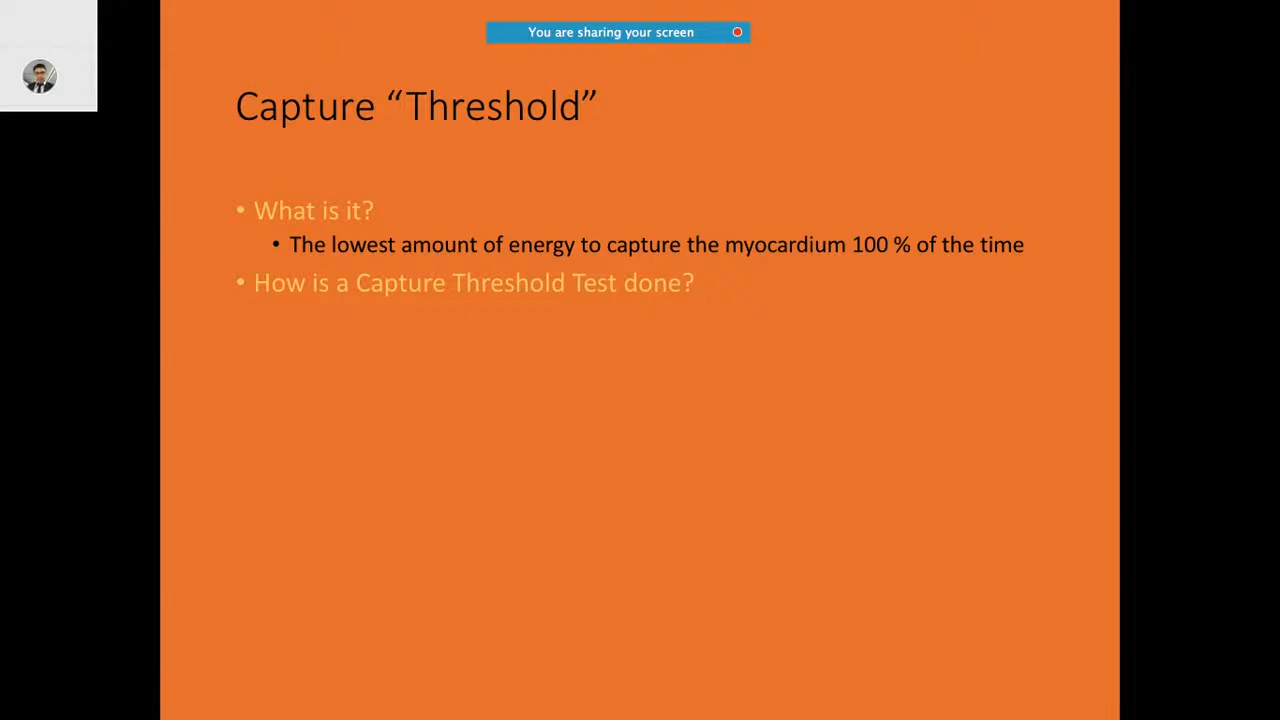 You are sharing your screen
Capture “Threshold”
• What is it?
• The lowest amount of energy to capture the myocardium 100 % of the time
• How is a Capture Threshold Test done?